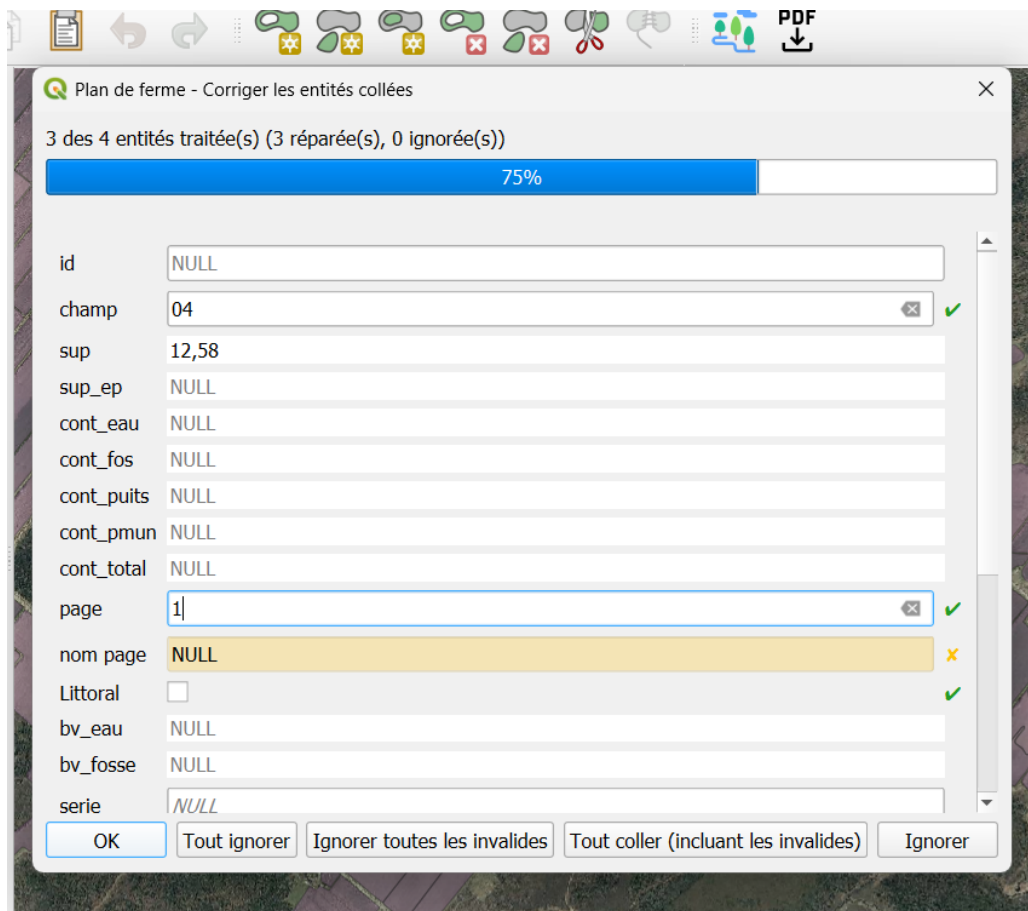 PDF
Plan de ferme - Corriger les entités collées
3 des 4 entités traitée(s) (3 réparée(s), 0 ignorée(s))
75%
id NULL
champ 04
sup 12,58
sup_ep NULL
cont_eau NULL
cont_fos NULL
cont_puits NULL
cont_pmun NULL
cont_total NULL
page 1
nom page NULL
Littoral
bv_eau NULL
bv_fosse NULL
serie NULL
OK Tout ignorer Ignorer toutes les invalides Tout coller (incluant les invalides) Ignorer